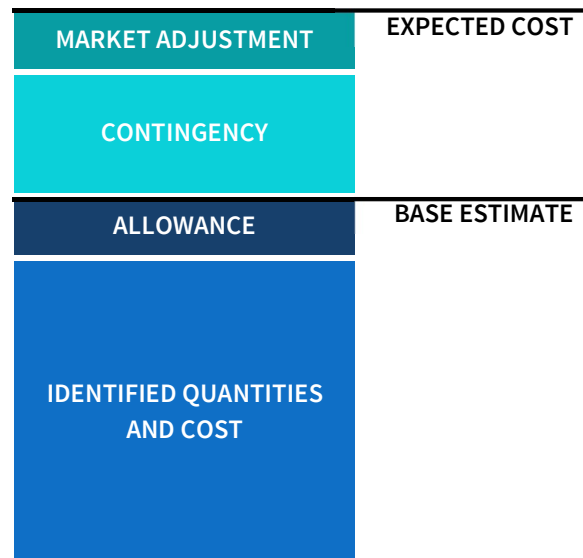 MARKET ADJUSTMENT
EXPECTED COST
CONTINGENCY
ALLOWANCE
BASE ESTIMATE
IDENTIFIED QUANTITIES
AND COST